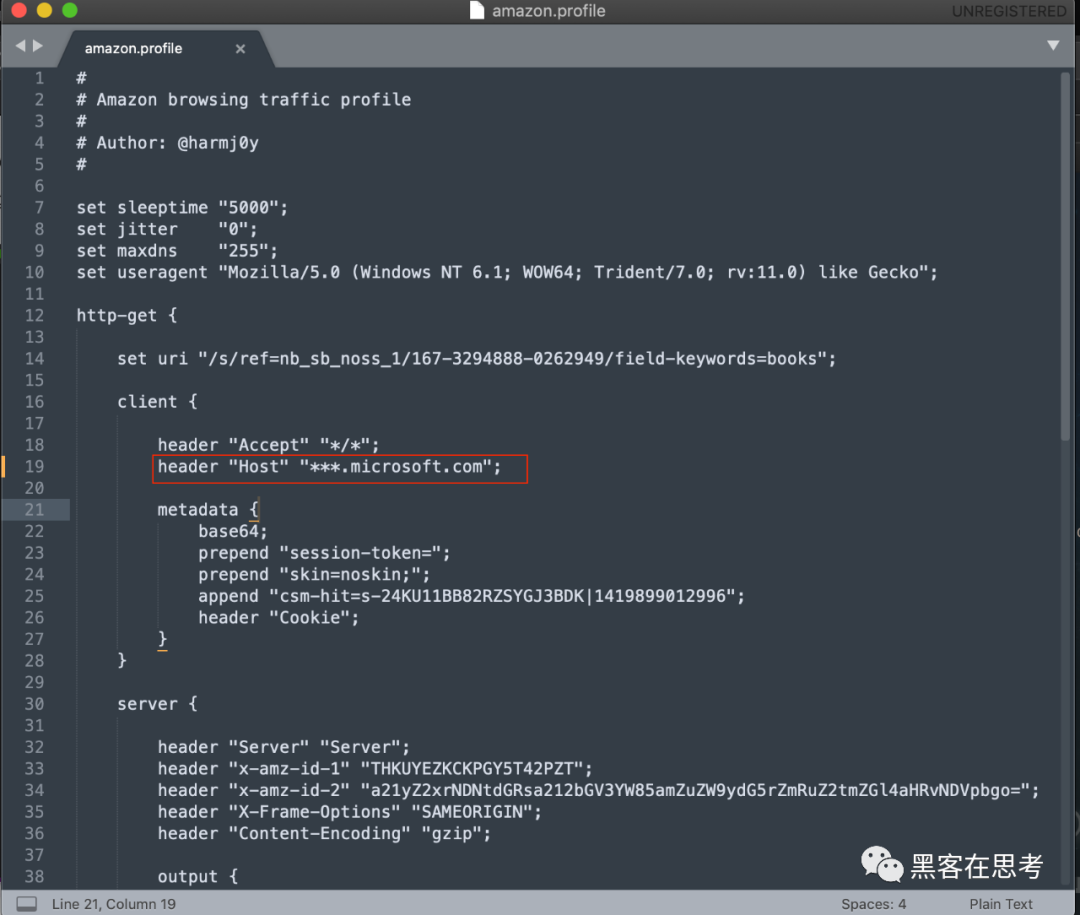 amazon.profile
UNREGISTERED
amazon.profile ×
1 #
2 # Amazon browsing traffic profile
3 #
4 # Author: @harmj0y
5 #
6
7 set sleeptime "5000";
8 set jitter    "0";
9 set maxdns    "255";
10 set useragent "Mozilla/5.0 (Windows NT 6.1; WOW64; Trident/7.0; rv:11.0) like Gecko";
11
12 http-get {
13
14     set uri "/s/ref=nb_sb_noss_1/167-3294888-0262949/field-keywords=books";
15
16     client {
17
18         header "Accept" "*/*";
19         header "Host" "***.microsoft.com";
20
21         metadata {
22             base64;
23             prepend "session-token=";
24             prepend "skin=noskin;";
25             append "csm-hit=s-24KU11BB82RZSYGJ3BDK|1419899012996";
26             header "Cookie";
27         }
28     }
29
30     server {
31
32         header "Server" "Server";
33         header "x-amz-id-1" "THKUYEZKCKPGY5T42PZT";
34         header "x-amz-id-2" "a21yZ2xrNDNtdGRsa212bGV3YW85amZuZW9ydG5rZmRuZ2tmZGl4aHRvNDVpbgo=";
35         header "X-Frame-Options" "SAMEORIGIN";
36         header "Content-Encoding" "gzip";
37
38         output {
黑客在思考
Line 21, Column 19
Spaces: 4
Plain Text